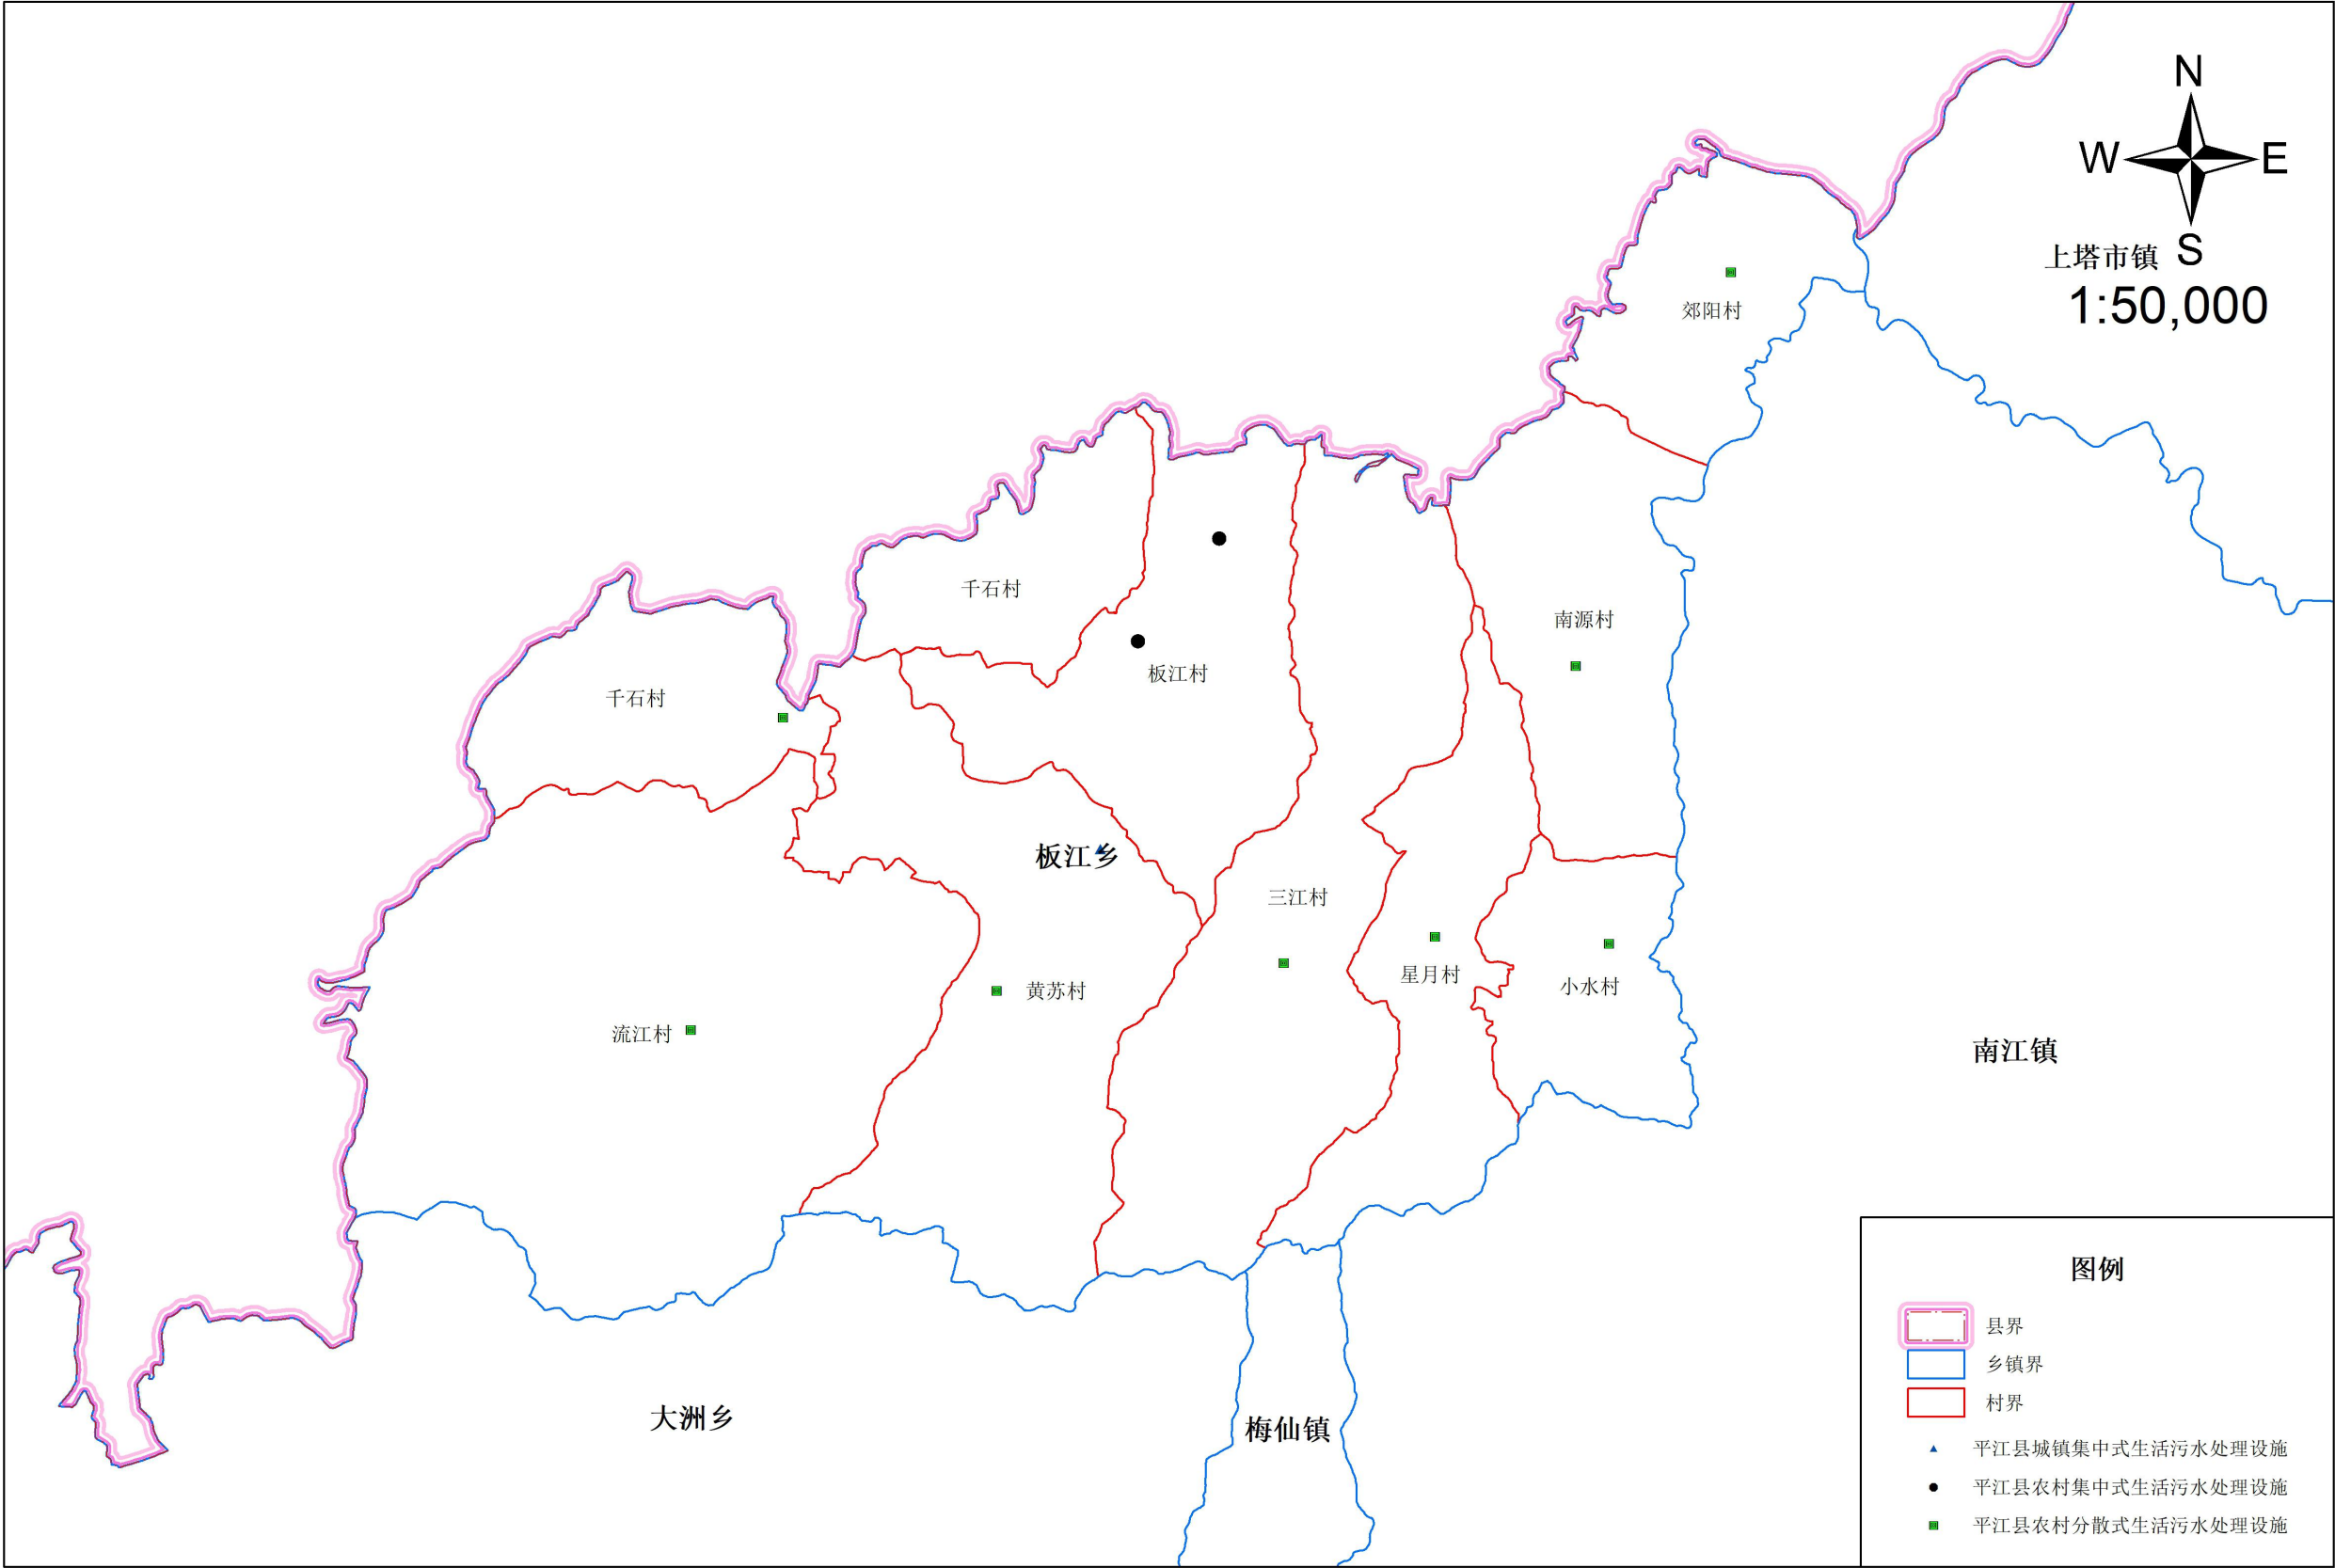 N
W E
S
上塔市镇
1:50,000
郊阳村
千石村
南源村
板江村
千石村
板江乡
三江村
星月村
小水村
黄苏村
流江村
南江镇
大洲乡
梅仙镇
图例
县界
乡镇界
村界
平江县城镇集中式生活污水处理设施
平江县农村集中式生活污水处理设施
平江县农村分散式生活污水处理设施